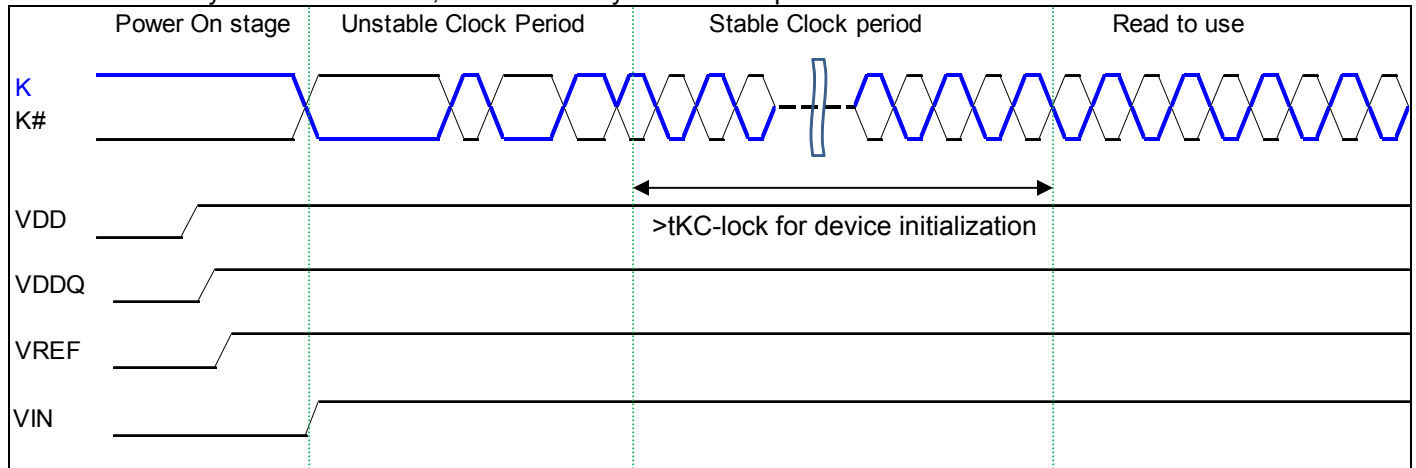 Power On stage Unstable Clock Period Stable Clock period Read to use
K
K#
VDD
>tKC-lock for device initialization
VDDQ
VREF
VIN